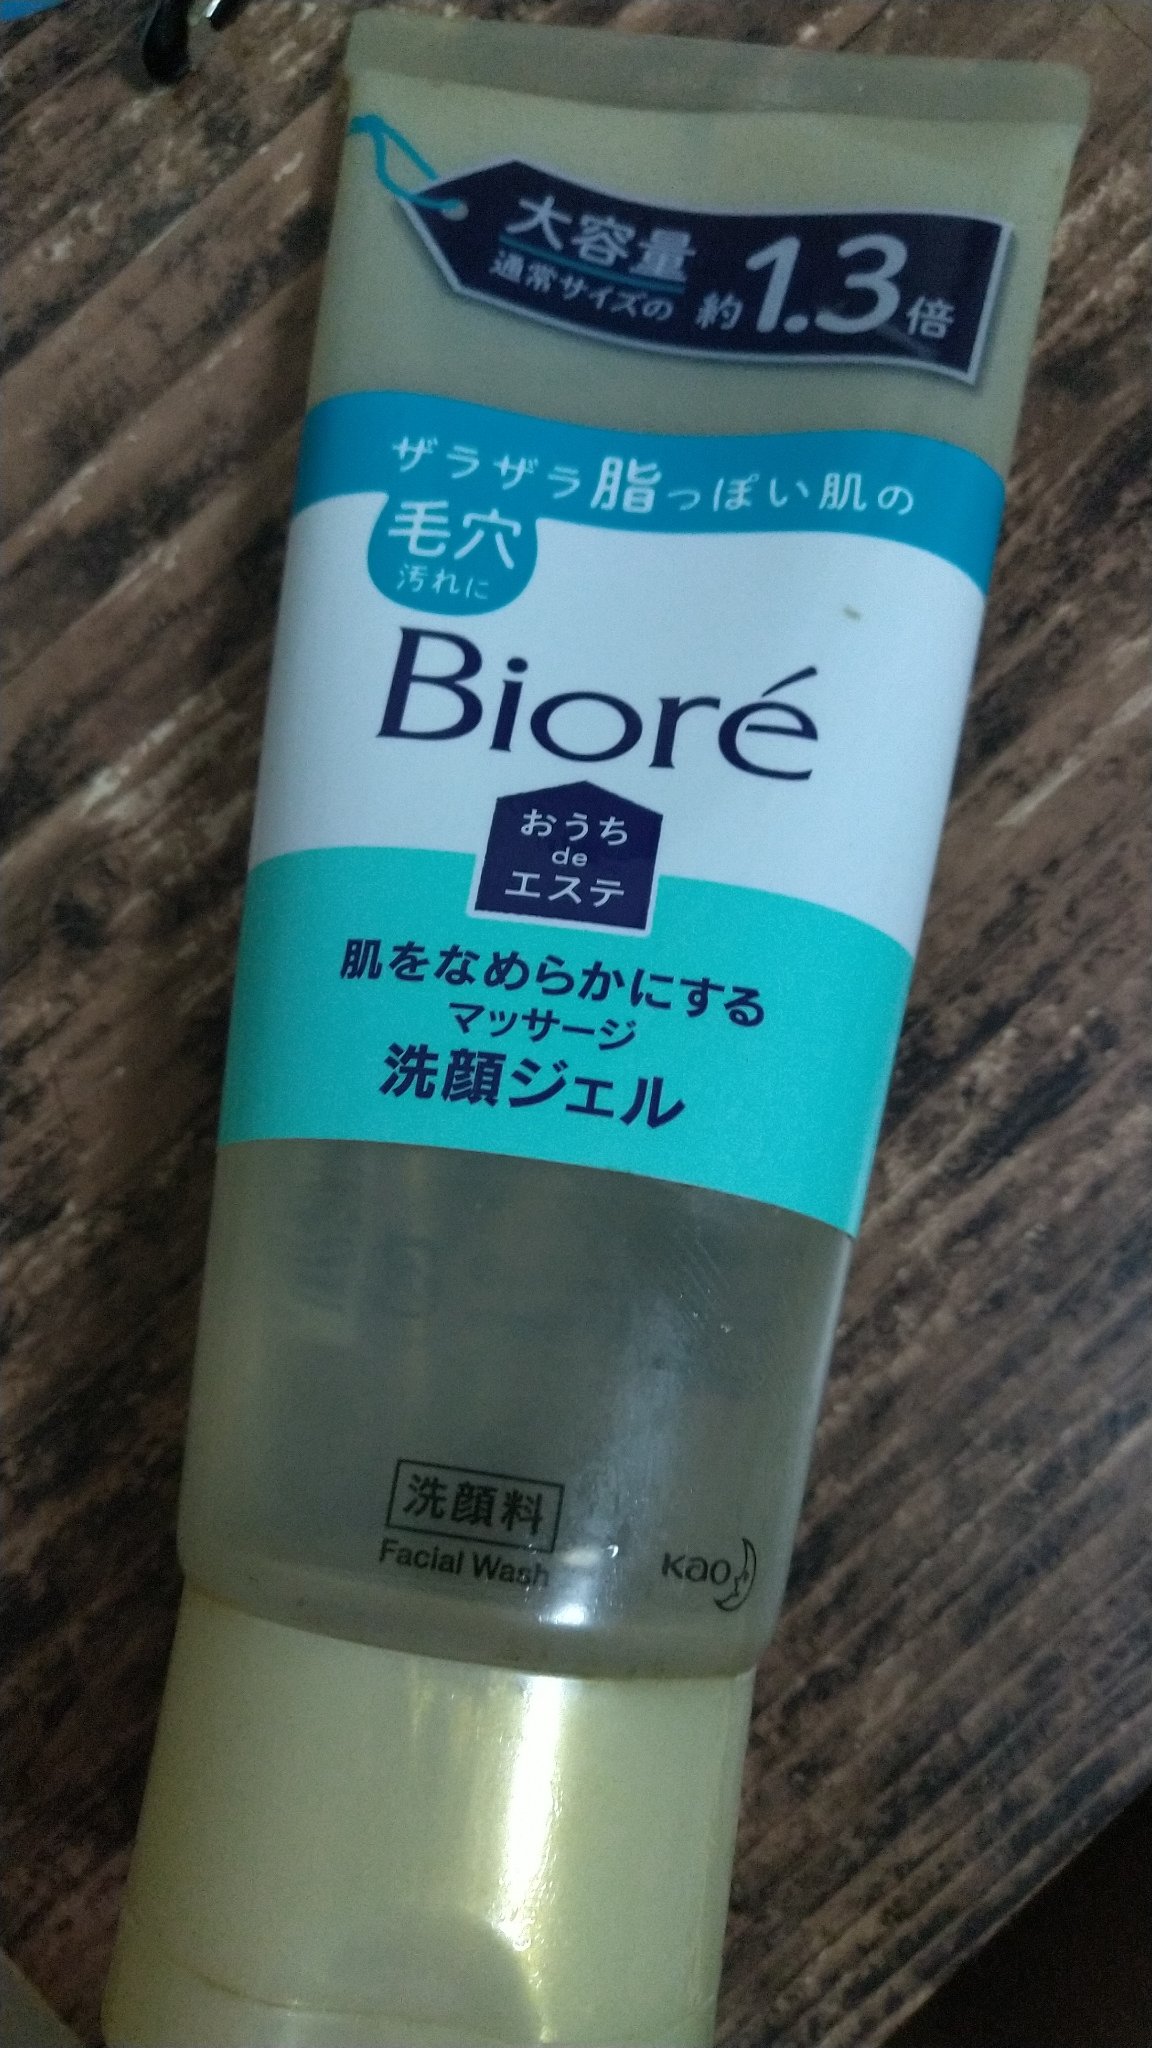 大容量
通常サイズの 約1.3倍
ザラザラ脂っぽい肌の
毛穴
汚れに
Bioré
おうち
de
エステ
肌をなめらかにする
マッサージ
洗顔ジェル
洗顔料
Facial Wash
Kao